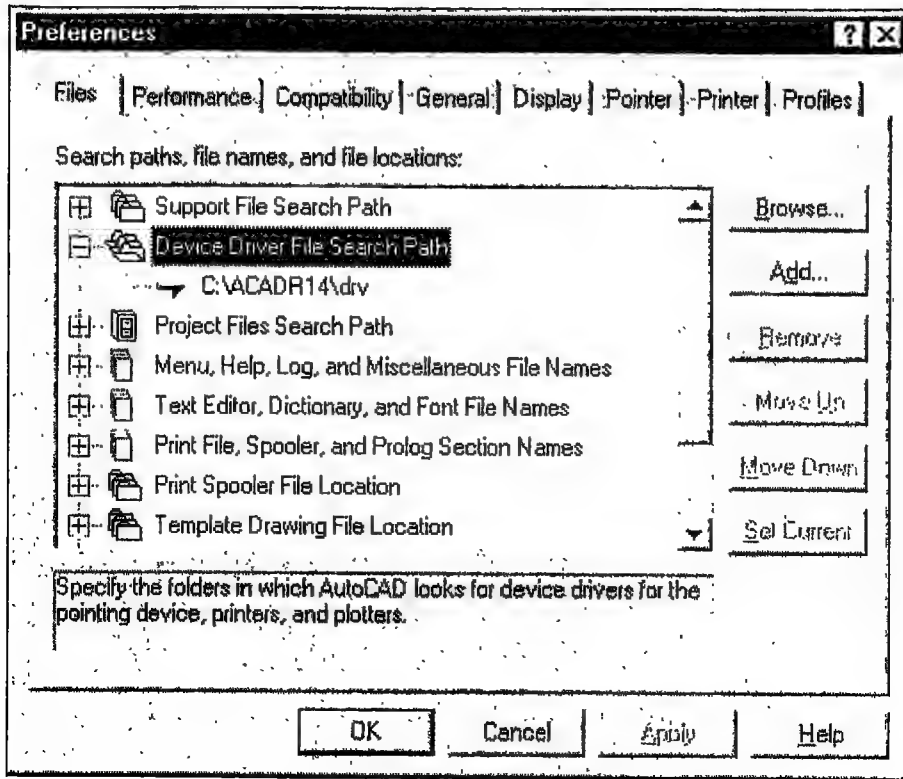 Preferences
Files Performance Compatibility General Display Pointer Printer Profiles
Search paths, file names, and file locations:
Support File Search Path
Device Driver File Search Path
C:\ACADR14\drv
Project Files Search Path
Menu, Help, Log, and Miscellaneous File Names
Text Editor, Dictionary, and Font File Names
Print File, Spooler, and Prolog Section Names
Print Spooler File Location
Template Drawing File Location
Browse...
Add...
Remove
Move Up
Move Down
Set Current
Specify the folders in which AutoCAD looks for device drivers for the
pointing device, printers, and plotters.
OK Cancel Apply Help